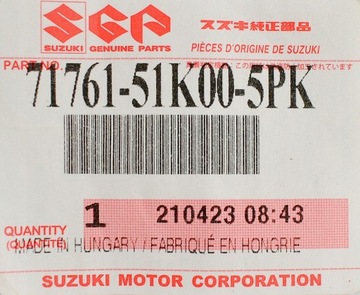 SGP
スズキ純正部品
SUZUKI
GENUINE PARTS
PIÈCES D'ORIGINE DE SUZUKI
PART NO.
71761-51K00-5PK
QUANTITY
(QUANTITÉ)
1
210423 08:43
MADE IN HUNGARY / FABRIQUÉ EN HONGRIE
SUZUKI MOTOR CORPORATION